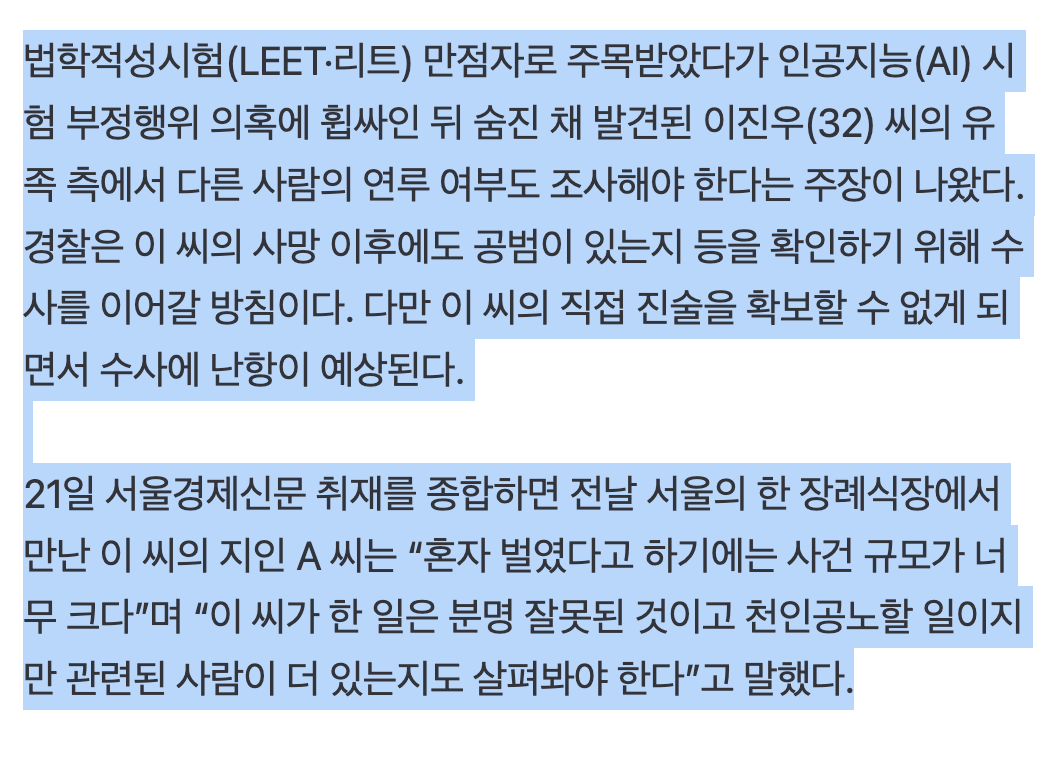 법학적성시험(LEET·리트) 만점자로 주목받았다가 인공지능(AI) 시
험 부정행위 의혹에 휩싸인 뒤 숨진 채 발견된 이진우(32) 씨의 유
족 측에서 다른 사람의 연루 여부도 조사해야 한다는 주장이 나왔다.
경찰은 이 씨의 사망 이후에도 공범이 있는지 등을 확인하기 위해 수
사를 이어갈 방침이다. 다만 이 씨의 직접 진술을 확보할 수 없게 되
면서 수사에 난항이 예상된다.
21일 서울경제신문 취재를 종합하면 전날 서울의 한 장례식장에서
만난 이 씨의 지인 A 씨는 “혼자 벌였다고 하기에는 사건 규모가 너
무 크다”며 “이 씨가 한 일은 분명 잘못된 것이고 천인공노할 일이지
만 관련된 사람이 더 있는지도 살펴봐야 한다”고 말했다.